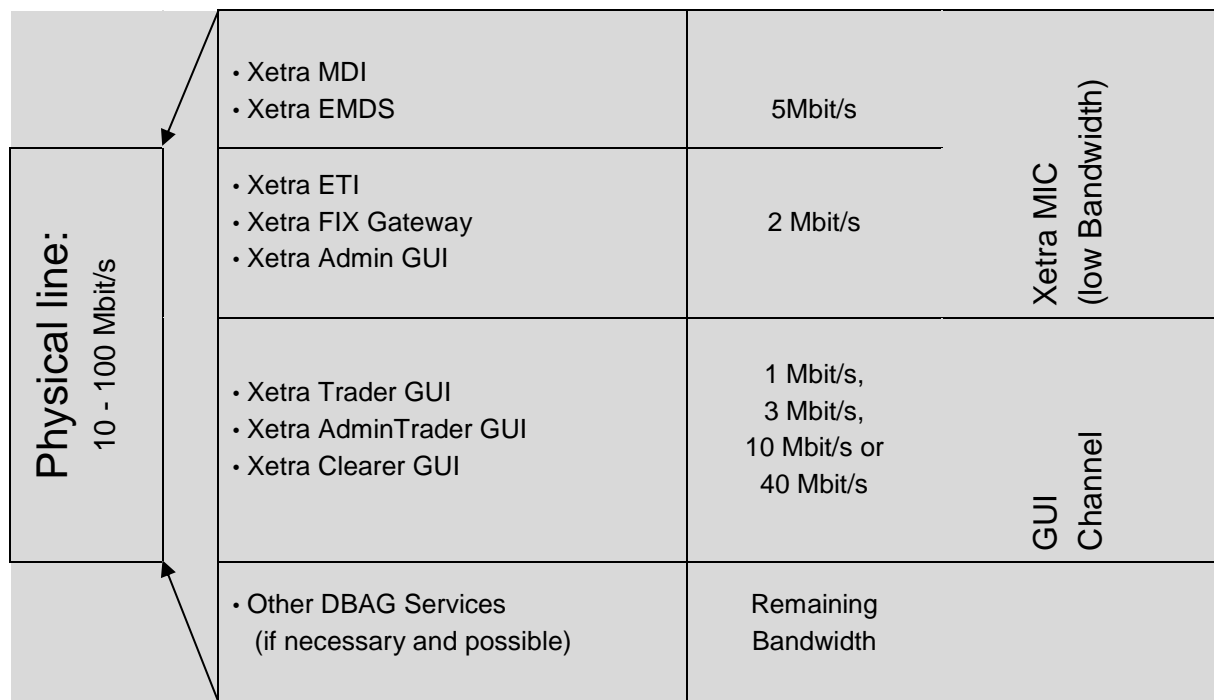 Physical line:
10 - 100 Mbit/s
• Xetra MDI
• Xetra EMDS
5Mbit/s
• Xetra ETI
• Xetra FIX Gateway
• Xetra Admin GUI
2 Mbit/s
Xetra MIC
(low Bandwidth)
• Xetra Trader GUI
• Xetra AdminTrader GUI
• Xetra Clearer GUI
1 Mbit/s,
3 Mbit/s,
10 Mbit/s or
40 Mbit/s
GUI
Channel
• Other DBAG Services
(if necessary and possible)
Remaining
Bandwidth